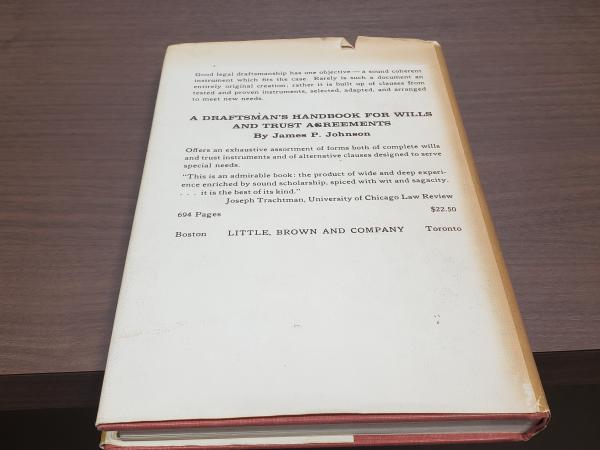 Good legal draftsmanship has one objective — a sound coherent
instrument which fits the case. Rarely is such a document an
entirely original creation; rather it is built up of clauses from
tested and proven instruments, selected, adapted, and arranged
to meet new needs.
A DRAFTSMAN'S HANDBOOK FOR WILLS
AND TRUST AGREEMENTS
By James P. Johnson
Offers an exhaustive assortment of forms both of complete wills
and trust instruments and of alternative clauses designed to serve
special needs.
"This is an admirable book: the product of wide and deep experi-
ence enriched by sound scholarship, spiced with wit and sagacity.
. . . it is the best of its kind."
Joseph Trachtman, University of Chicago Law Review
694 Pages $22.50
Boston LITTLE, BROWN AND COMPANY Toronto